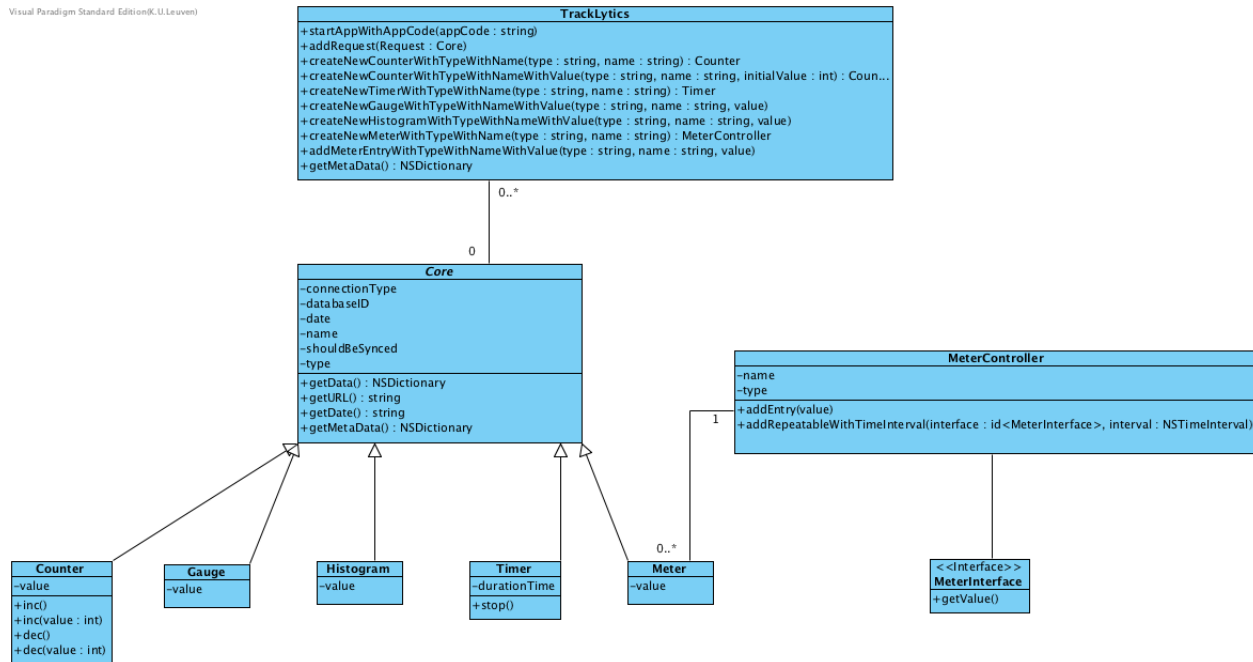 Visual Paradigm Standard Edition(K.U.Leuven)
TrackLytics
+startAppWithAppCode(appCode : string)
+addRequest(Request : Core)
+createNewCounterWithTypeWithName(type : string, name : string) : Counter
+createNewCounterWithTypeWithNameWithValue(type : string, name : string, initialValue : int) : Coun...
+createNewTimerWithTypeWithName(type : string, name : string) : Timer
+createNewGaugeWithTypeWithNameWithValue(type : string, name : string, value)
+createNewHistogramWithTypeWithNameWithValue(type : string, name : string, value)
+createNewMeterWithTypeWithName(type : string, name : string) : MeterController
+addMeterEntryWithTypeWithNameWithValue(type : string, name : string, value)
+getMetaData() : NSDictionary
0..*
0
Core
-connectionType
-databaseID
-date
-name
-shouldBeSynced
-type
+getData() : NSDictionary
+getURL() : string
+getDate() : string
+getMetaData() : NSDictionary
MeterController
-name
-type
+addEntry(value)
+addRepeatableWithTimeInterval(interface : id<MeterInterface>, interval : NSTimeInterval)
1
0..*
Counter
-value
+inc()
+inc(value : int)
+dec()
+dec(value : int)
Gauge
-value
Histogram
-value
Timer
-durationTime
+stop()
Meter
-value
<<Interface>>
MeterInterface
+getValue()